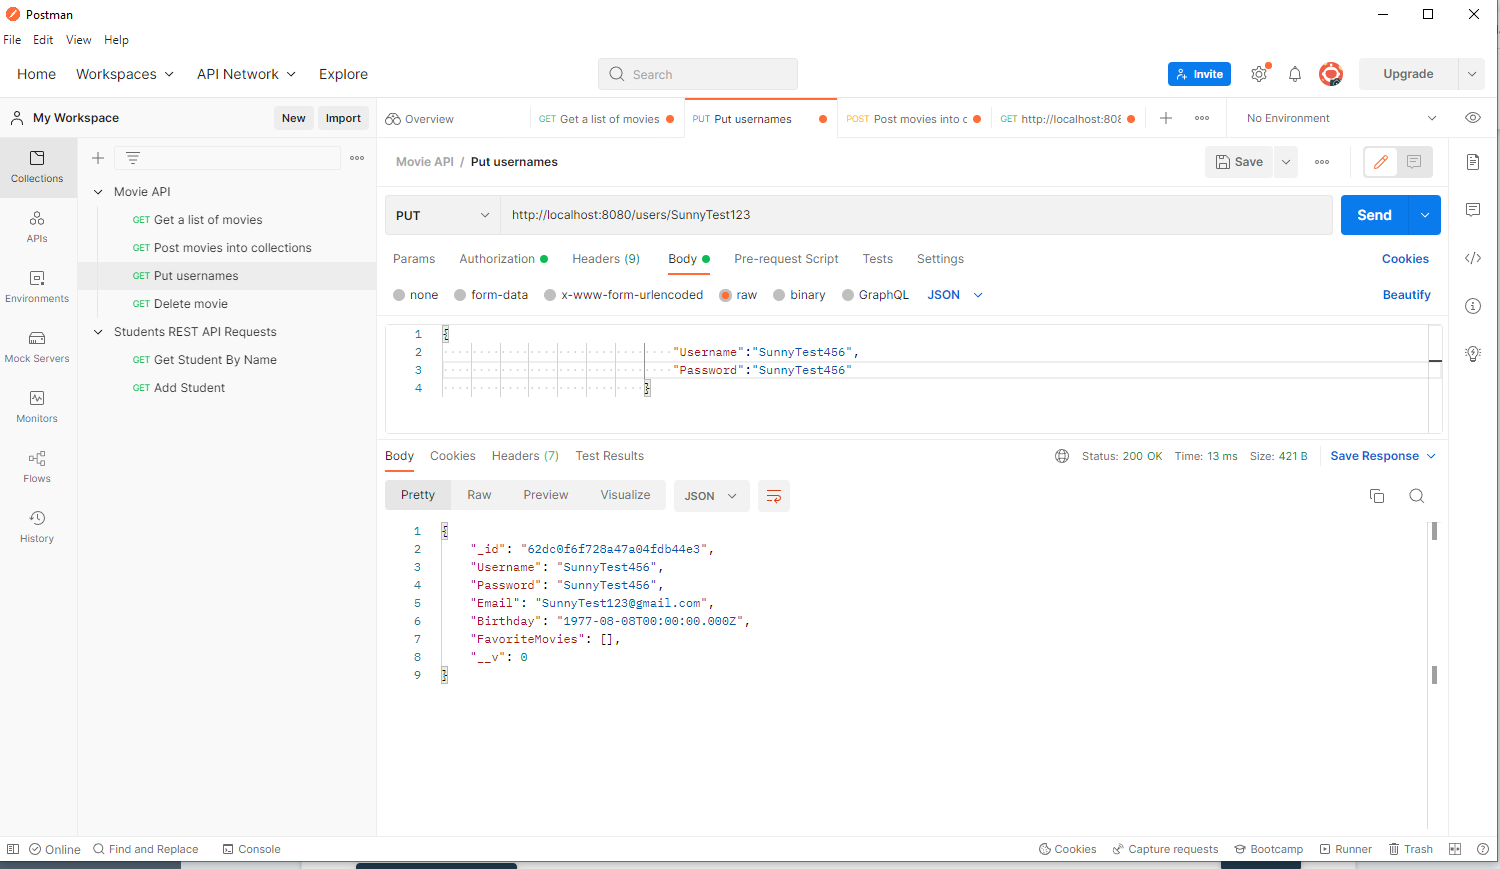 Postman
File Edit View Help
Home Workspaces API Network Explore Search Invite Upgrade
My Workspace New Import Overview GET Get a list of movies PUT Put usernames POST Post movies into c GET http://localhost:808 No Environment
Collections
APIs
Environments
Mock Servers
Monitors
Flows
History
Movie API
GET Get a list of movies
GET Post movies into collections
GET Put usernames
GET Delete movie
Students REST API Requests
GET Get Student By Name
GET Add Student
Movie API / Put usernames Save
PUT http://localhost:8080/users/SunnyTest123 Send
Params Authorization Headers (9) Body Pre-request Script Tests Settings Cookies
none form-data x-www-form-urlencoded raw binary GraphQL JSON Beautify
1 {
2 "Username":"SunnyTest456",
3 "Password":"SunnyTest456"
4 }
Body Cookies Headers (7) Test Results Status: 200 OK Time: 13 ms Size: 421 B Save Response
Pretty Raw Preview Visualize JSON
1 {
2 "_id": "62dc0f6f728a47a04fdb44e3",
3 "Username": "SunnyTest456",
4 "Password": "SunnyTest456",
5 "Email": "SunnyTest123@gmail.com",
6 "Birthday": "1977-08-08T00:00:00.000Z",
7 "FavoriteMovies": [],
8 "__v": 0
9 }
Online Find and Replace Console Cookies Capture requests Bootcamp Runner Trash